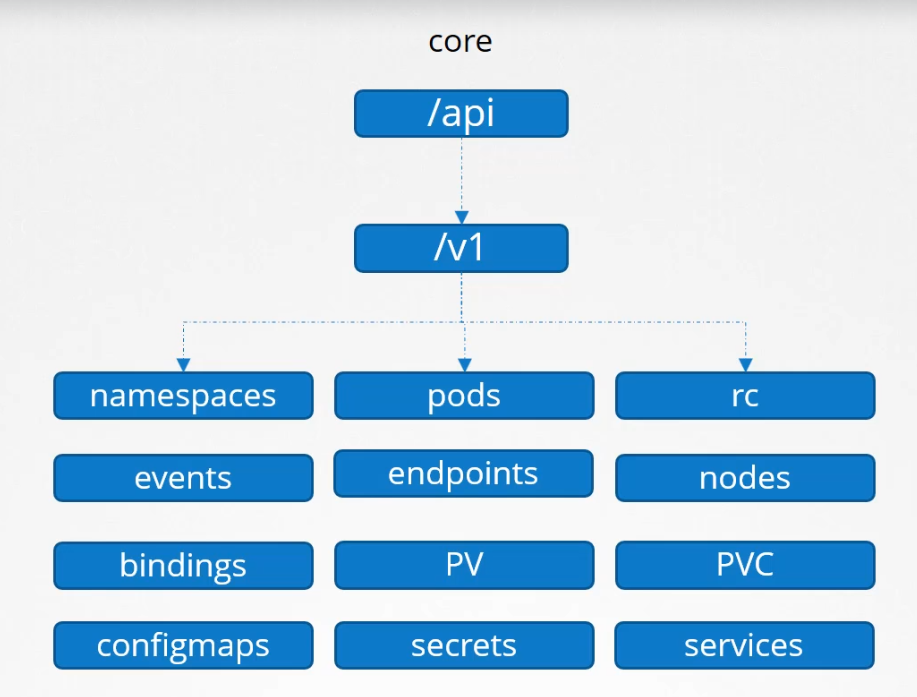 core
/api
/v1
namespaces
pods
rc
events
endpoints
nodes
bindings
PV
PVC
configmaps
secrets
services